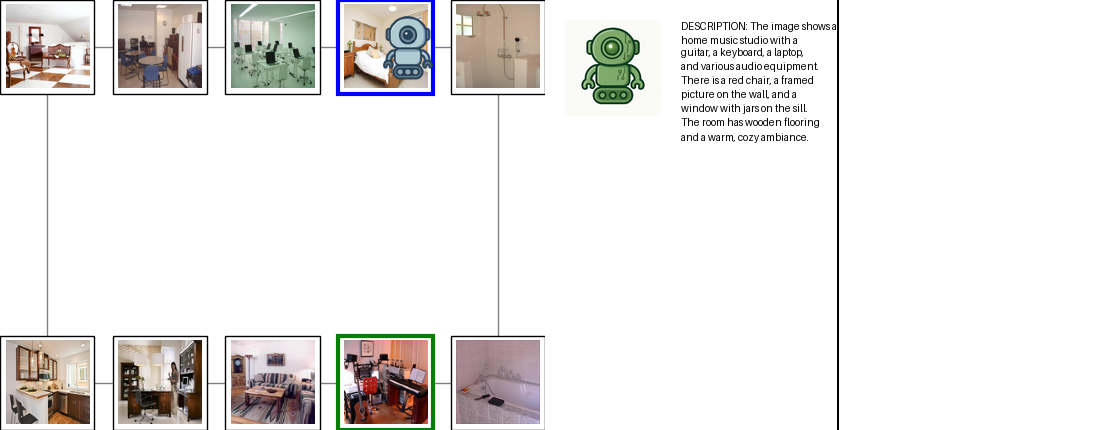 DESCRIPTION: The image shows a
home music studio with a
guitar, a keyboard, a laptop,
and various audio equipment.
There is a red chair, a framed
picture on the wall, and a
window with jars on the sill.
The room has wooden flooring
and a warm, cozy ambiance.